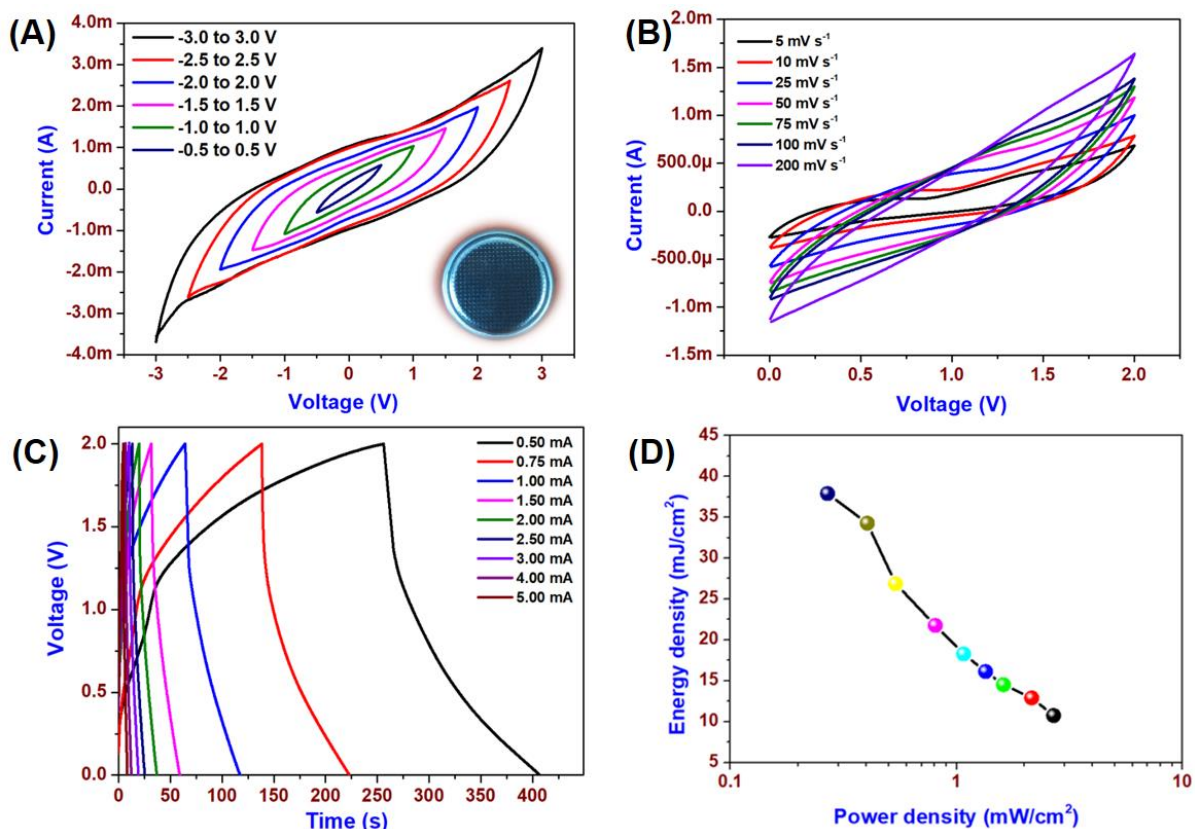 (A)
4.0m
3.0m
2.0m
1.0m
0.0
-1.0m
-2.0m
-3.0m
-4.0m
Current (A)
-3.0 to 3.0 V
-2.5 to 2.5 V
-2.0 to 2.0 V
-1.5 to 1.5 V
-1.0 to 1.0 V
-0.5 to 0.5 V
-3 -2 -1 0 1 2 3
Voltage (V)
(B)
2.0m
1.5m
1.0m
500.0µ
0.0
-500.0µ
-1.0m
-1.5m
Current (A)
5 mV s⁻¹
10 mV s⁻¹
25 mV s⁻¹
50 mV s⁻¹
75 mV s⁻¹
100 mV s⁻¹
200 mV s⁻¹
0.0 0.5 1.0 1.5 2.0
Voltage (V)
(C)
2.0
1.5
1.0
0.5
0.0
Voltage (V)
0.50 mA
0.75 mA
1.00 mA
1.50 mA
2.00 mA
2.50 mA
3.00 mA
4.00 mA
5.00 mA
0 50 100 150 200 250 300 350 400
Time (s)
(D)
45
40
35
30
25
20
15
10
5
Energy density (mJ/cm²)
0.1 1 10
Power density (mW/cm²)